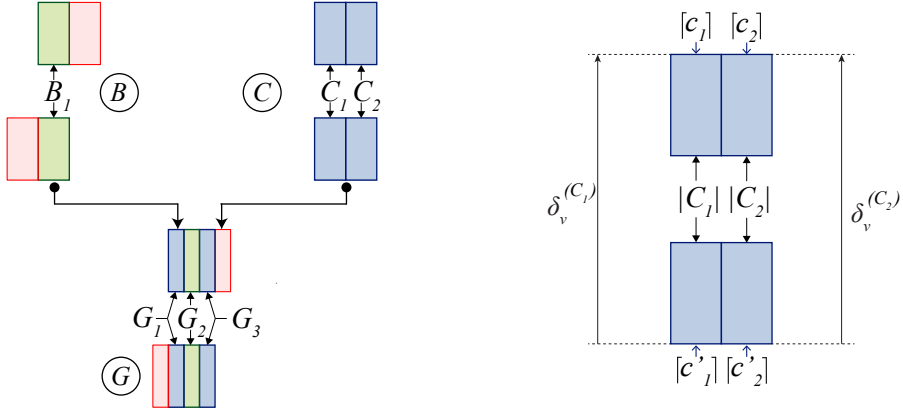 ⌈c₁⌉ ⌈c₂⌉
B₁ B C C₁ C₂
δᵥ^(C₁) |C₁| |C₂| δᵥ^(C₂)
G₁ G₂ G₃
G
⌈c'₁⌉ ⌈c'₂⌉